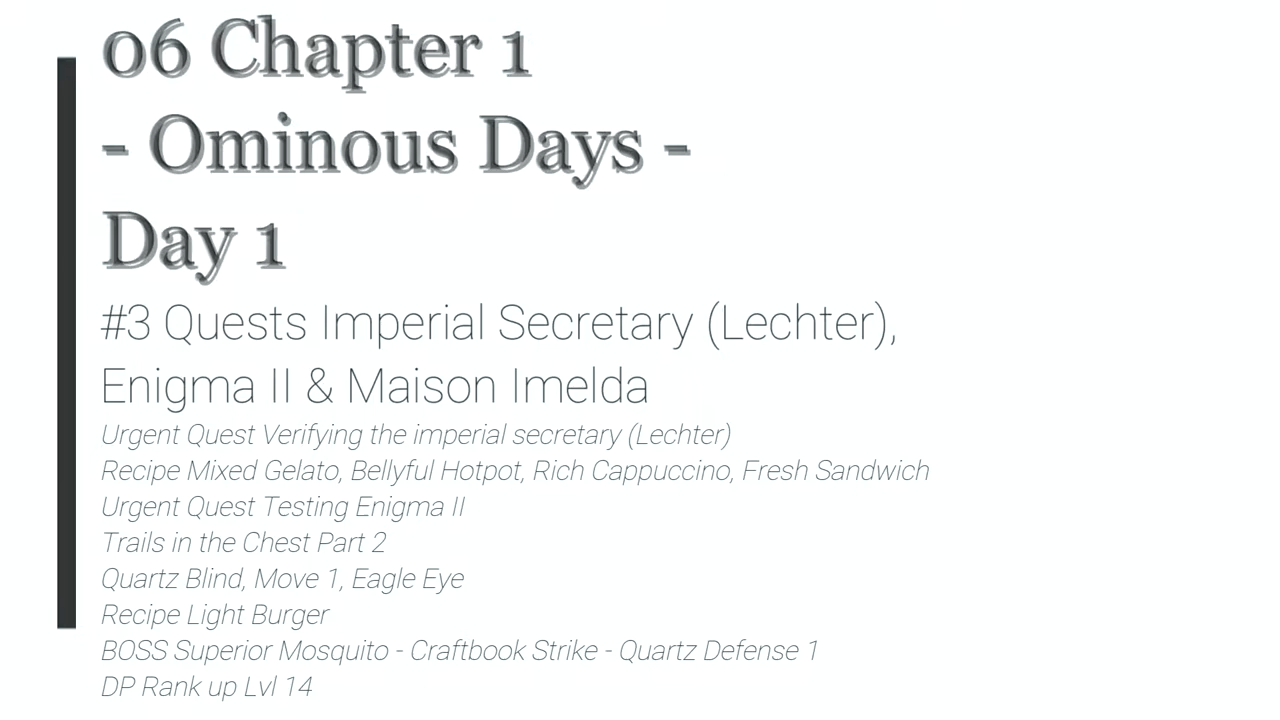 06 Chapter 1
- Ominous Days -
Day 1
#3 Quests Imperial Secretary (Lechter),
Enigma II & Maison Imelda
Urgent Quest Verifying the imperial secretary (Lechter)
Recipe Mixed Gelato, Bellyful Hotpot, Rich Cappuccino, Fresh Sandwich
Urgent Quest Testing Enigma II
Trails in the Chest Part 2
Quartz Blind, Move 1, Eagle Eye
Recipe Light Burger
BOSS Superior Mosquito - Craftbook Strike - Quartz Defense 1
DP Rank up Lvl 14